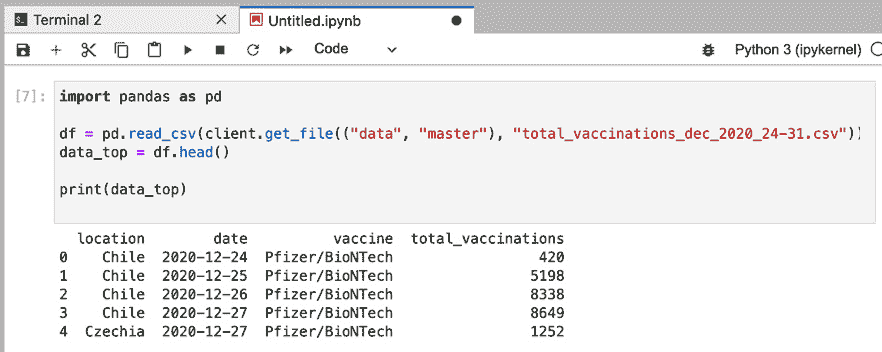 Terminal 2
Untitled.ipynb
Code
Python 3 (ipykernel)
[7]:
import pandas as pd
df = pd.read_csv(client.get_file(("data", "master"), "total_vaccinations_dec_2020_24-31.csv"))
data_top = df.head()
print(data_top)
location date vaccine total_vaccinations
0 Chile 2020-12-24 Pfizer/BioNTech 420
1 Chile 2020-12-25 Pfizer/BioNTech 5198
2 Chile 2020-12-26 Pfizer/BioNTech 8338
3 Chile 2020-12-27 Pfizer/BioNTech 8649
4 Czechia 2020-12-27 Pfizer/BioNTech 1252